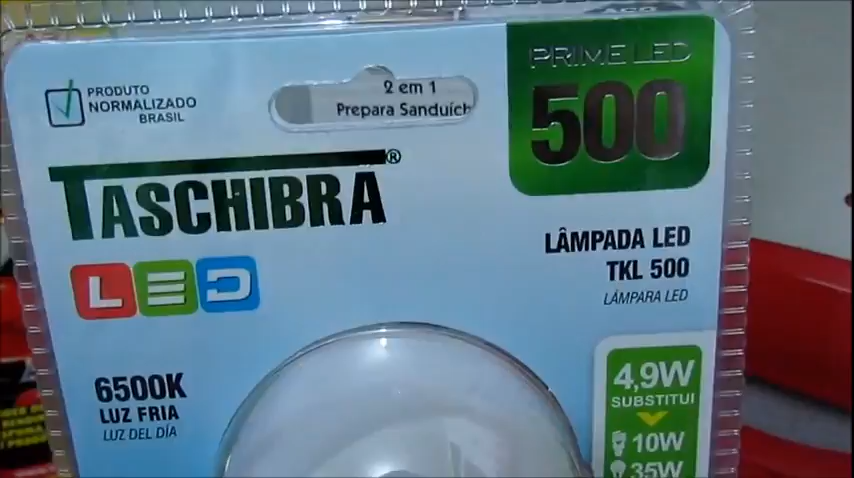 PRODUTO
NORMALIZADO
BRASIL
2 em 1
Prepara Sanduích
PRIME LED
500
TASCHIBRA®
LED
LÂMPADA LED
TKL 500
LÁMPARA LED
6500K
LUZ FRIA
LUZ DEL DÍA
4,9W
SUBSTITUI
10W
35W